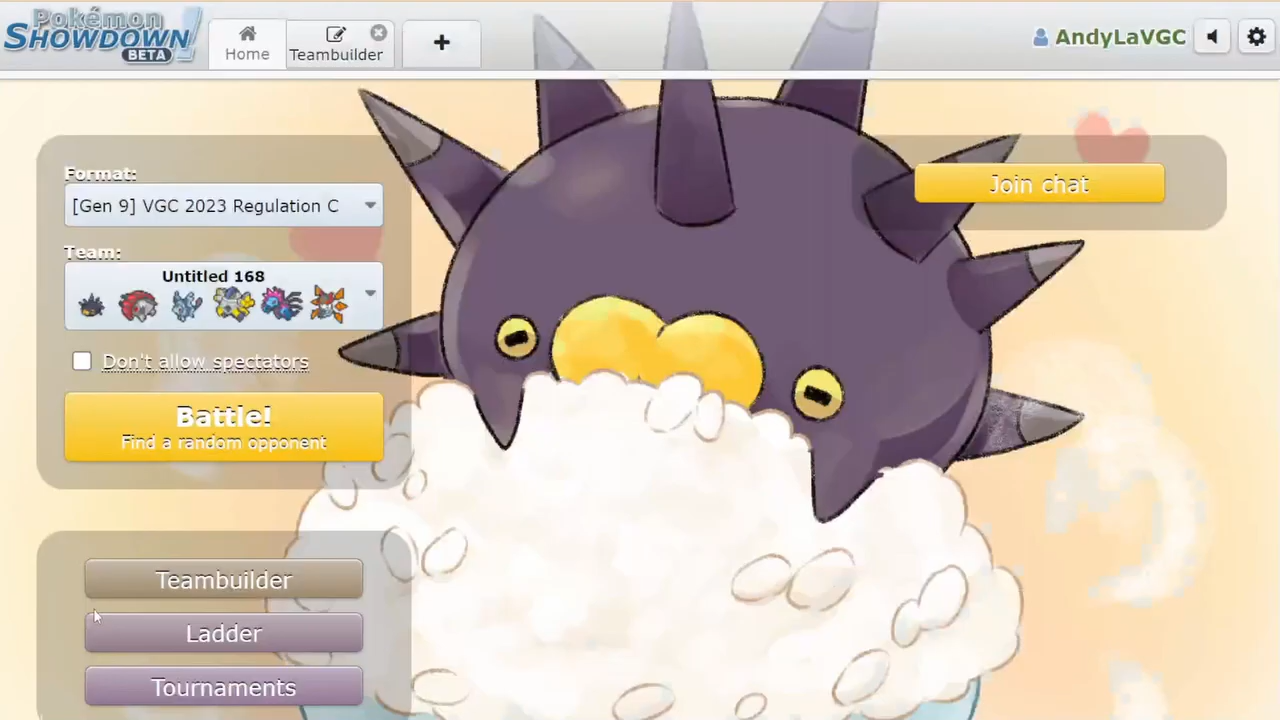 Pokémon
SHOWDOWN!
BETA
Home
Teambuilder
+
AndyLaVGC
Format:
[Gen 9] VGC 2023 Regulation C
Team:
Untitled 168
Don't allow spectators
Battle!
Find a random opponent
Join chat
Teambuilder
Ladder
Tournaments